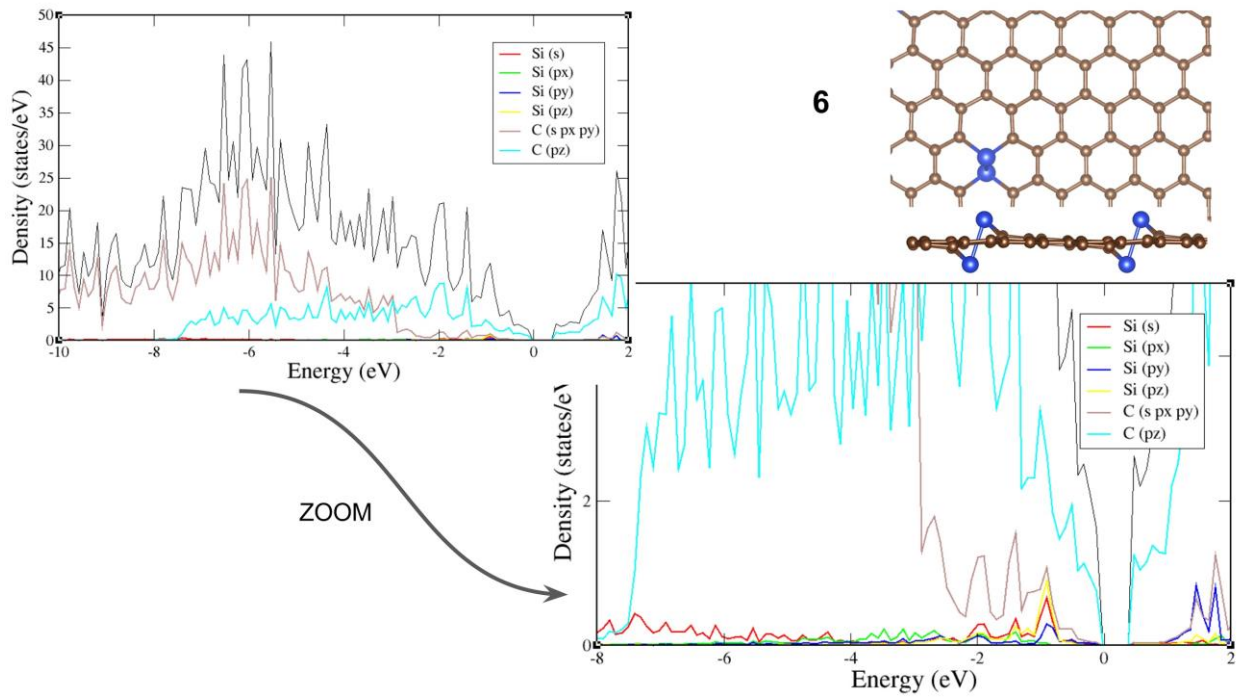 50
45
40
35
30
25
20
15
10
5
0
Density (states/eV)
-10
-8
-6
-4
-2
0
2
Energy (eV)
Si (s)
Si (px)
Si (py)
Si (pz)
C (s px py)
C (pz)
6
ZOOM
2
0
Density (states/eV)
-8
-6
-4
-2
0
2
Energy (eV)
Si (s)
Si (px)
Si (py)
Si (pz)
C (s px py)
C (pz)